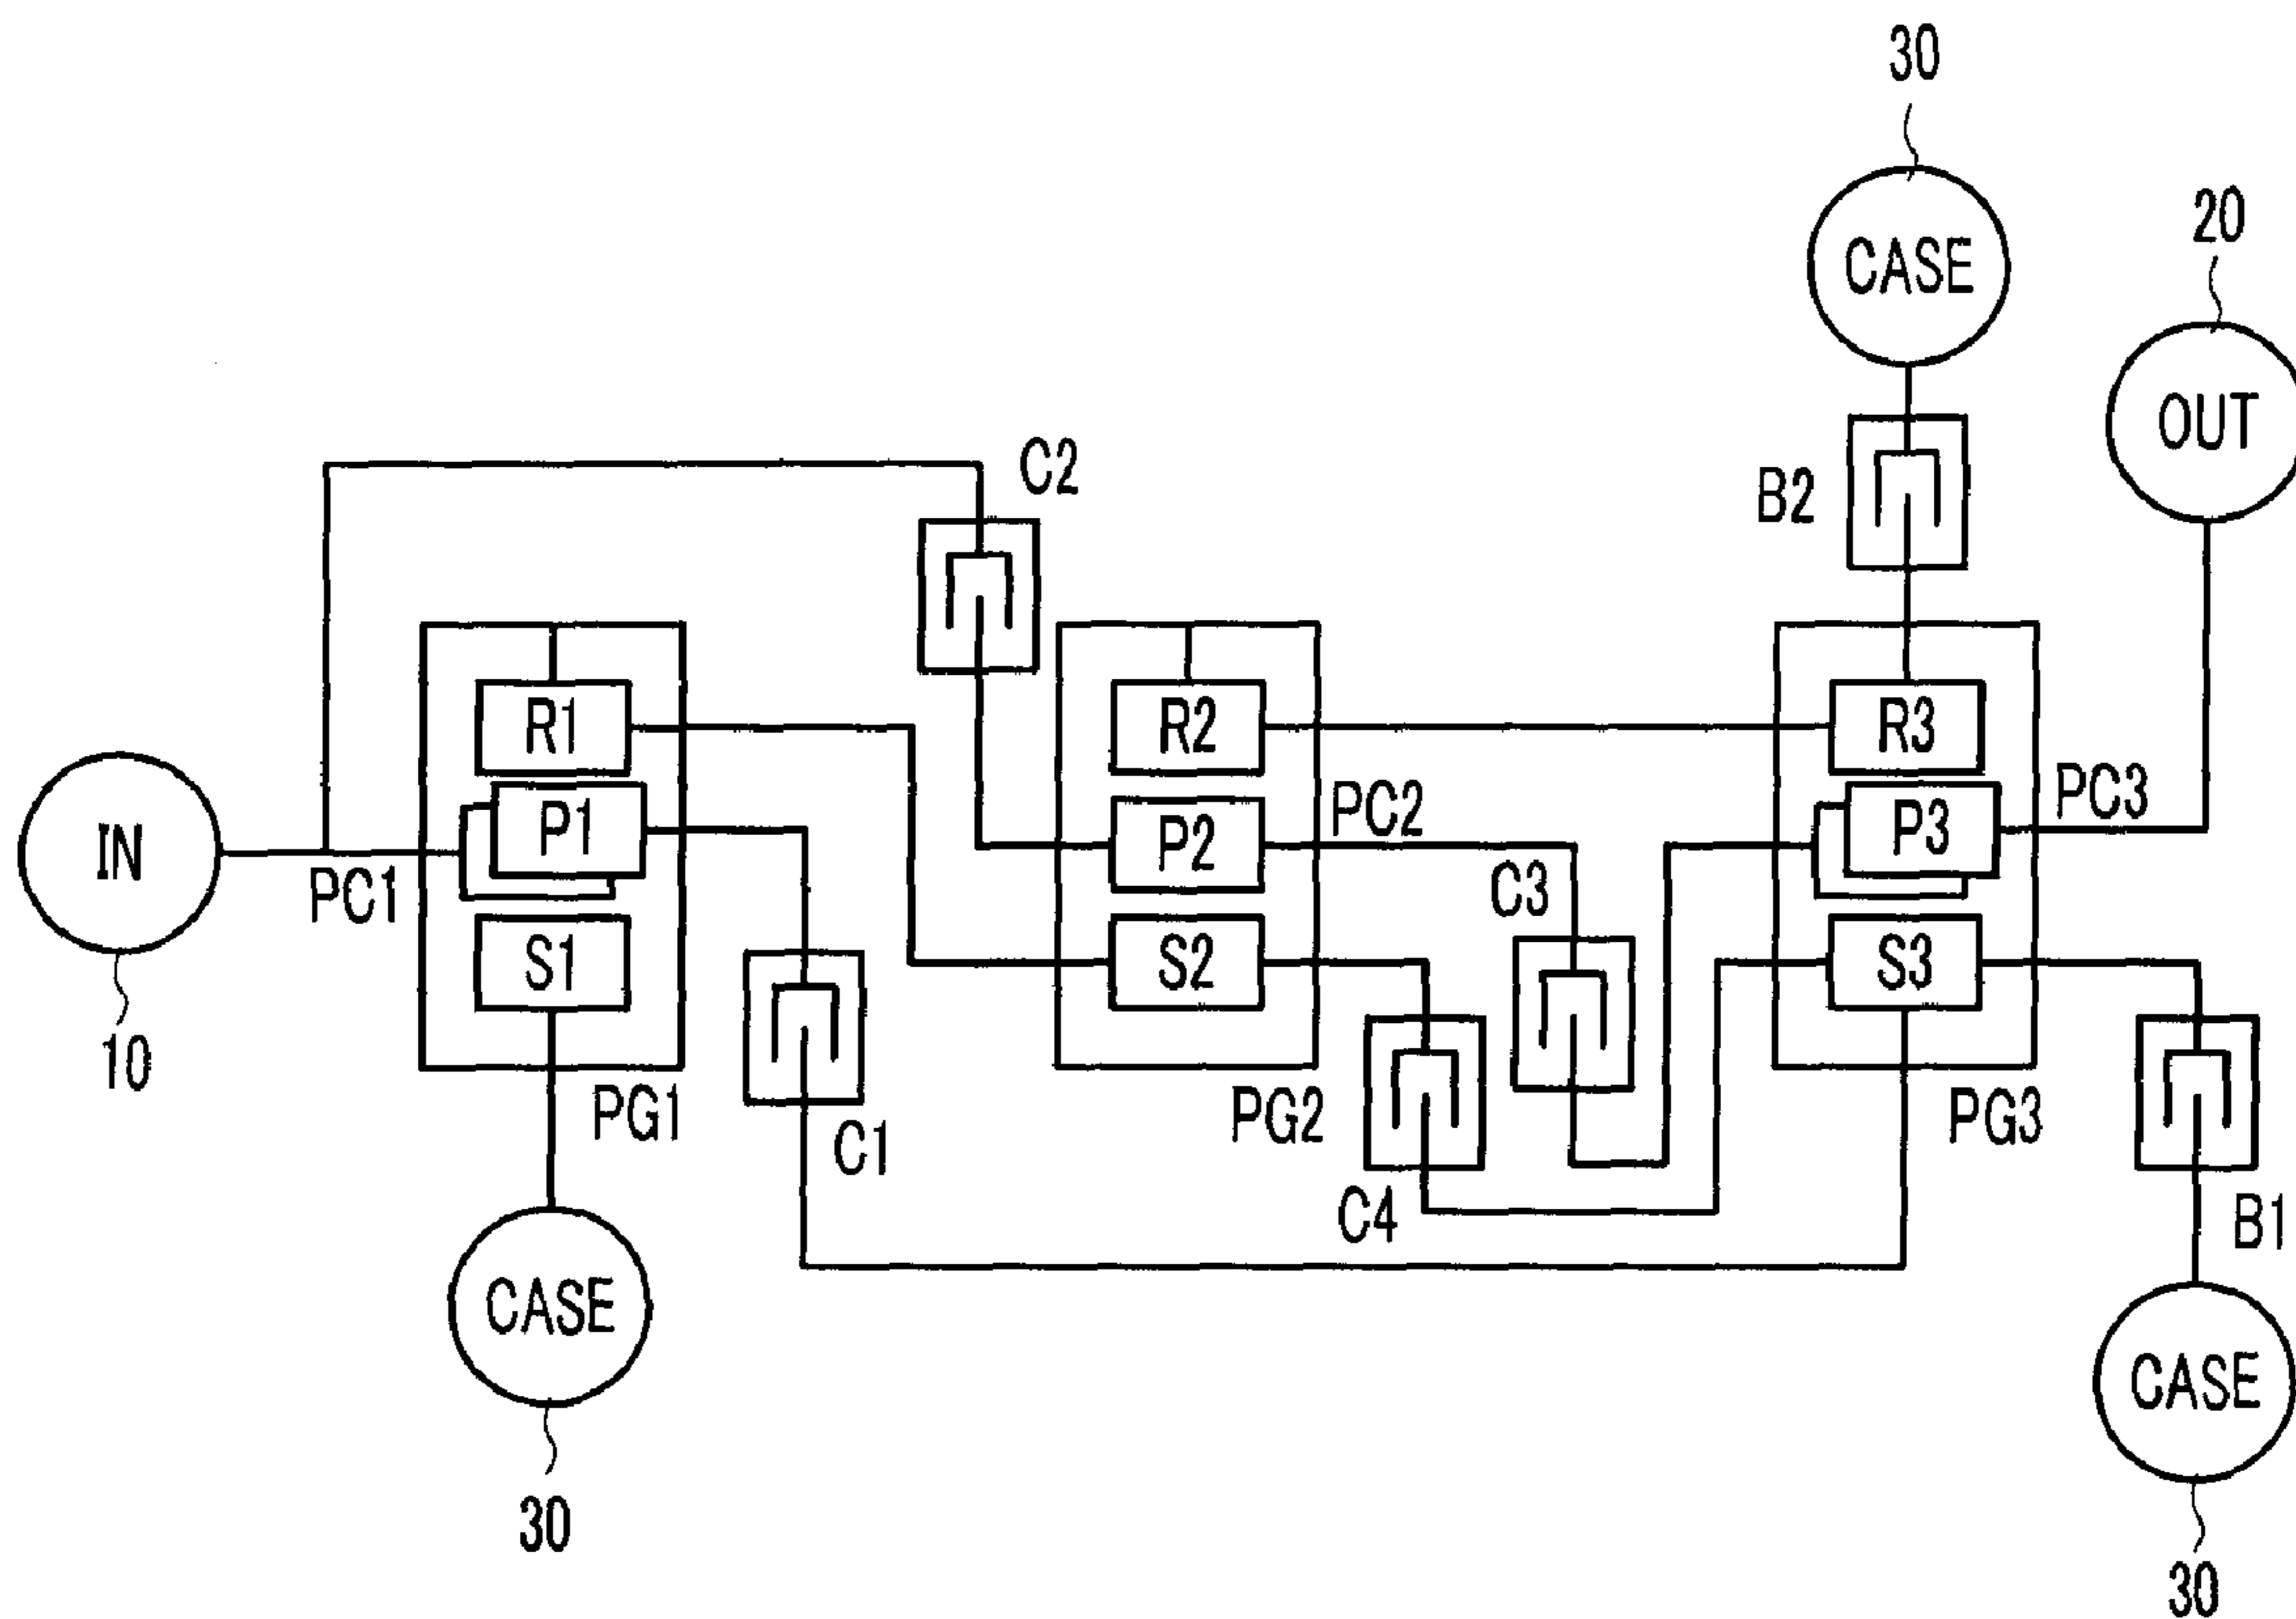 30
CASE
20
OUT
B2
C2
R1
R2
R3
IN
P1
P2
P3
PC1
PC2
PC3
C3
S1
S2
S3
10
PG1
C1
PG2
C4
PG3
B1
CASE
30
CASE
30